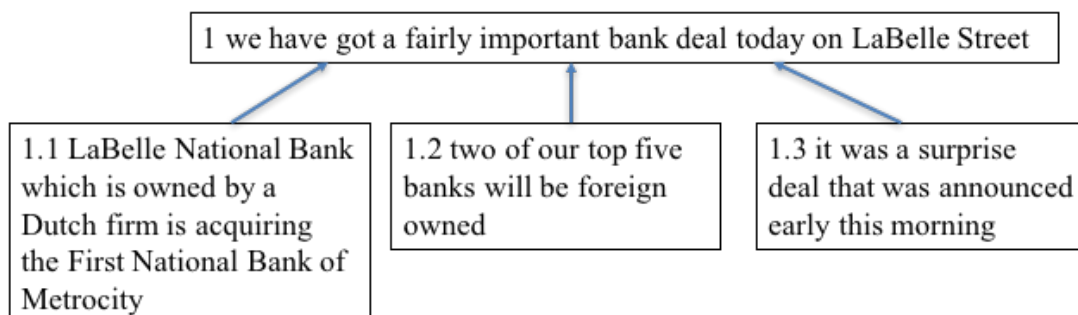 1 we have got a fairly important bank deal today on LaBelle Street
1.1 LaBelle National Bank
which is owned by a
Dutch firm is acquiring
the First National Bank of
Metrocity
1.2 two of our top five
banks will be foreign
owned
1.3 it was a surprise
deal that was announced
early this morning